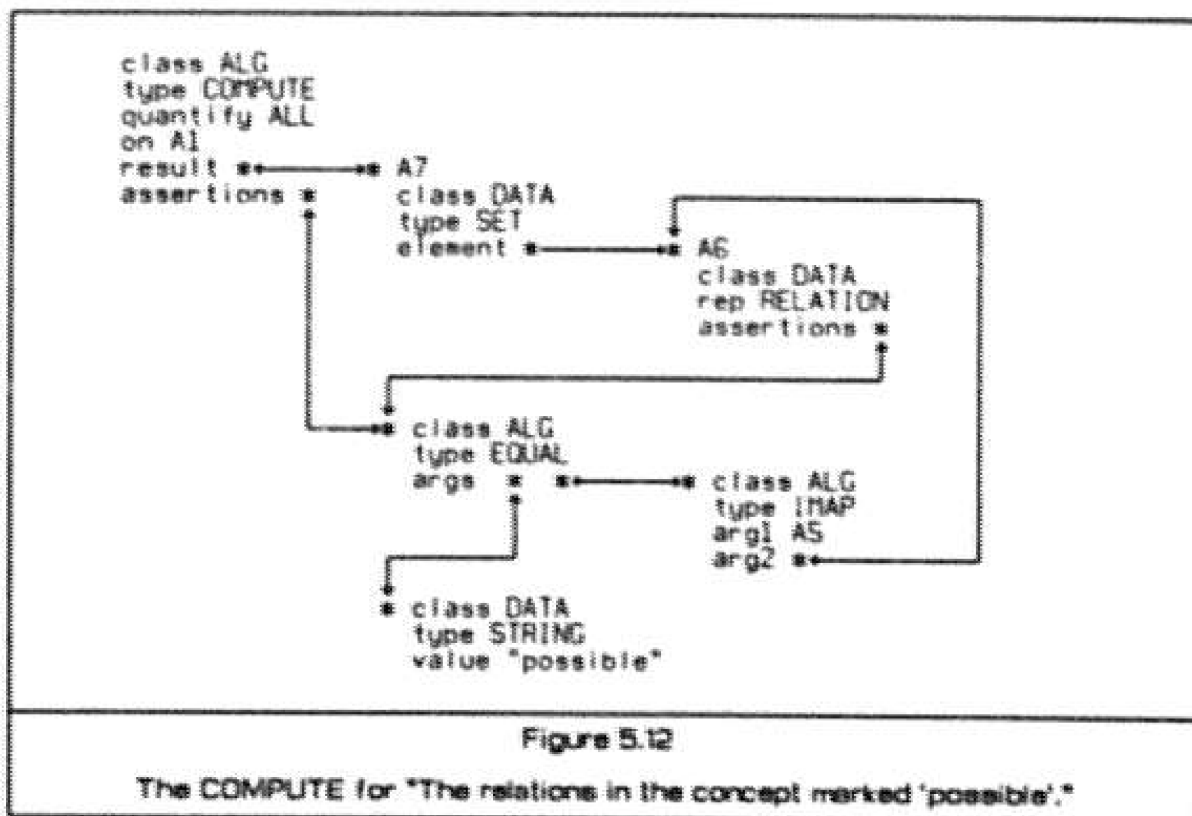 class ALG
type COMPUTE
quantify ALL
on A1
result * * A7
assertions *
class DATA
type SET
element * * A6
class DATA
rep RELATION
assertions *
* class ALG
type EQUAL
args * * * class ALG
type IMAP
arg1 A5
arg2 *
* class DATA
type STRING
value "possible"
Figure 5.12
The COMPUTE for "The relations in the concept marked 'possible'."